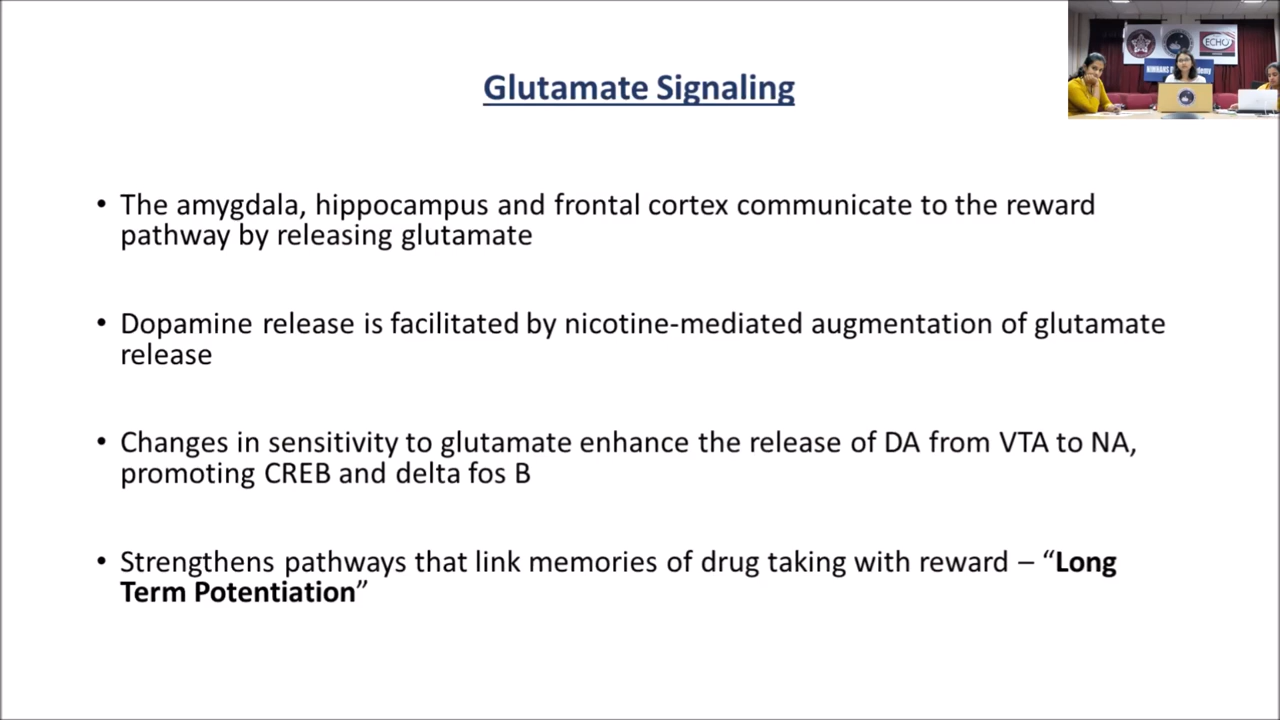 Glutamate Signaling
ECHO
• The amygdala, hippocampus and frontal cortex communicate to the reward
pathway by releasing glutamate
• Dopamine release is facilitated by nicotine-mediated augmentation of glutamate
release
• Changes in sensitivity to glutamate enhance the release of DA from VTA to NA,
promoting CREB and delta fos B
• Strengthens pathways that link memories of drug taking with reward – “Long
Term Potentiation”